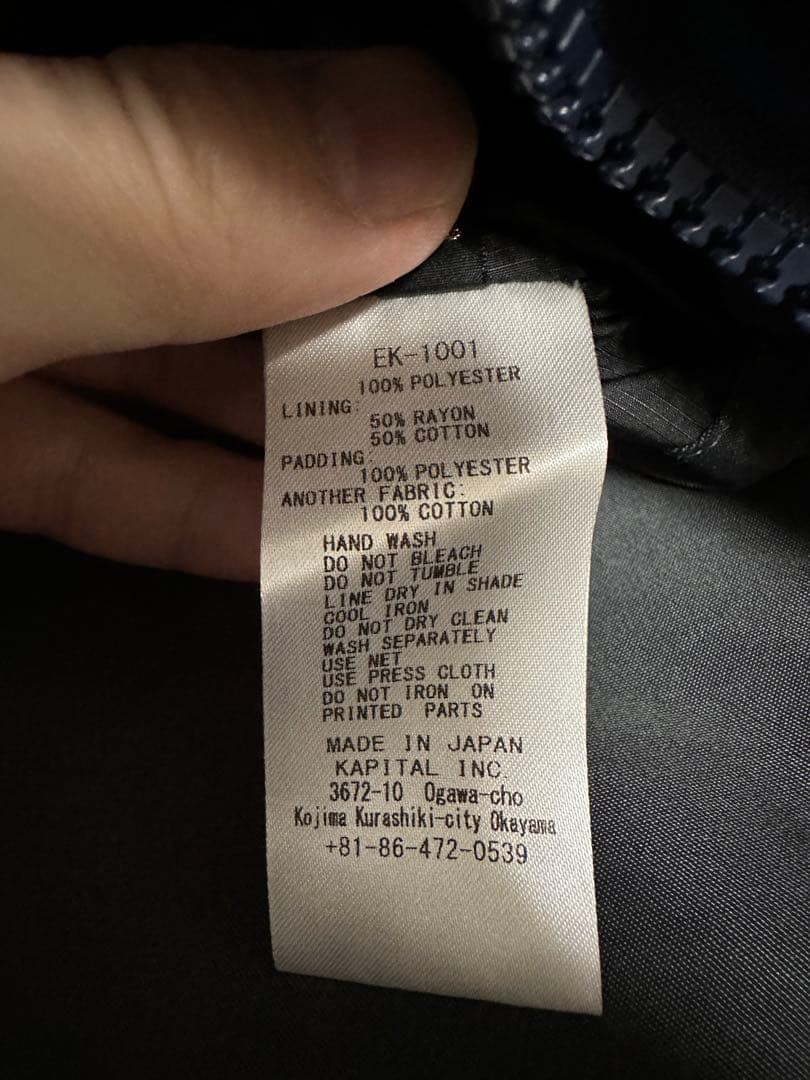 EK-1001
100% POLYESTER
LINING:
50% RAYON
50% COTTON
PADDING:
100% POLYESTER
ANOTHER FABRIC:
100% COTTON
HAND WASH
DO NOT BLEACH
DO NOT TUMBLE
LINE DRY IN SHADE
COOL IRON
DO NOT DRY CLEAN
WASH SEPARATELY
USE NET
USE PRESS CLOTH
DO NOT IRON ON
PRINTED PARTS
MADE IN JAPAN
KAPITAL INC.
3672-10 Ogawa-cho
Kojima Kurashiki-city Okayama
+81-86-472-0539